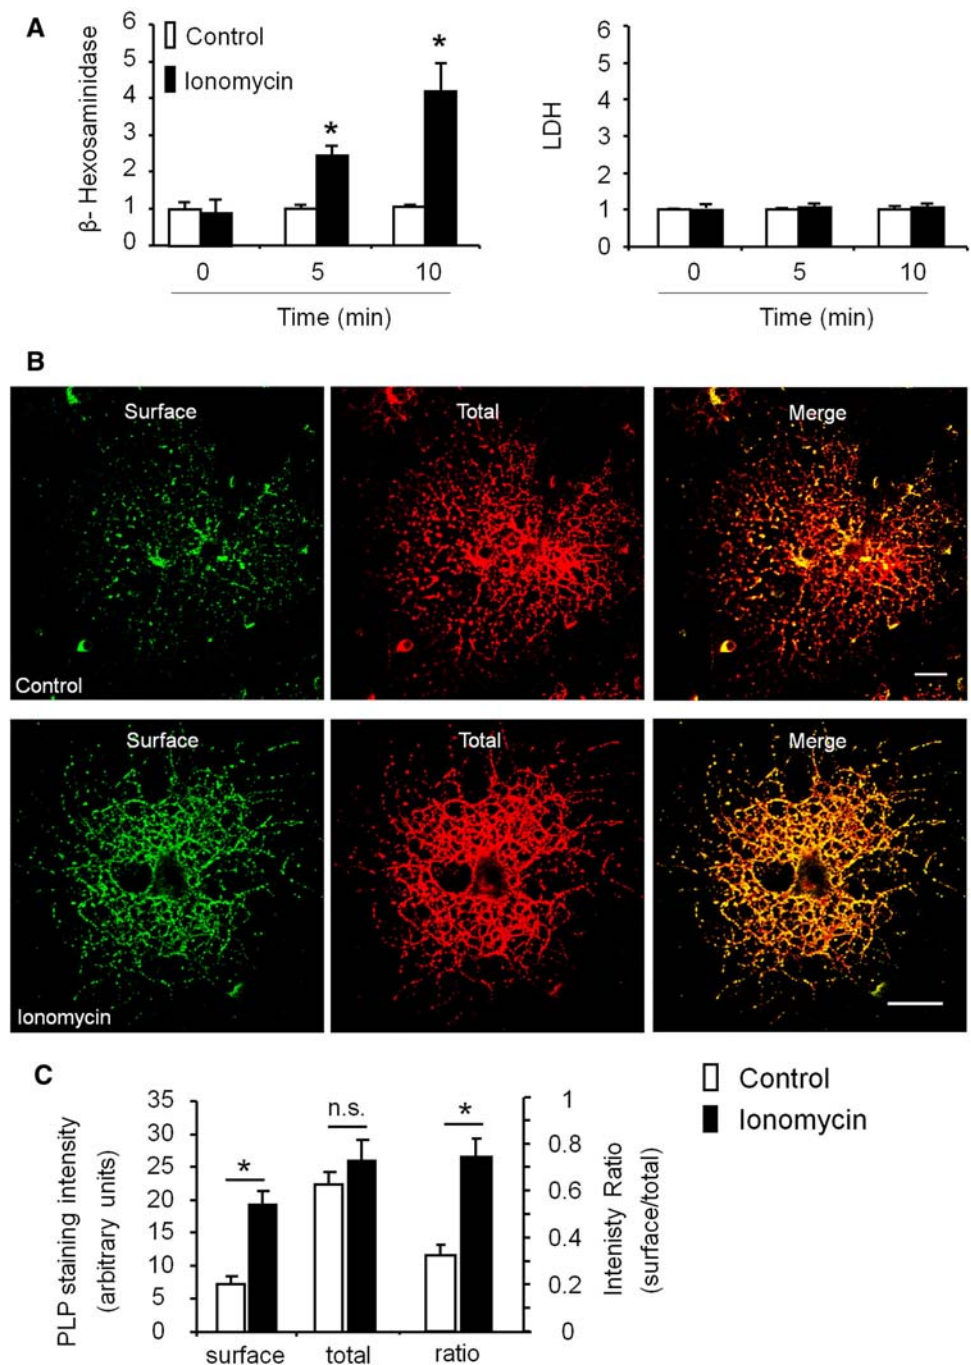 A
β- Hexosaminidase
6
5
4
3
2
1
0
Control
Ionomycin
*
*
0 5 10
Time (min)
LDH
6
5
4
3
2
1
0
0 5 10
Time (min)
B
Surface Total Merge
Control
Surface Total Merge
Ionomycin
C
PLP staining intensity
(arbitrary units)
35
30
25
20
15
10
5
0
*
n.s.
*
surface total ratio
1
0.8
0.6
0.4
0.2
0
Intenisty Ratio
(surface/total)
Control
Ionomycin